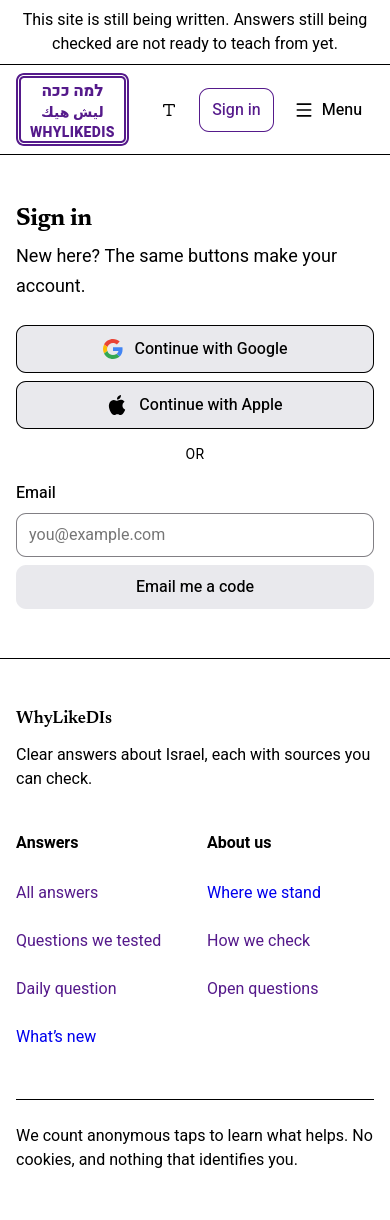 This site is still being written. Answers still being
checked are not ready to teach from yet.
למה ככה
ليش هيك
WHYLIKEDIS
T
Sign in
Menu
Sign in
New here? The same buttons make your
account.
Continue with Google
Continue with Apple
OR
Email
you@example.com
Email me a code
WhyLikeDIs
Clear answers about Israel, each with sources you
can check.
Answers
About us
All answers
Where we stand
Questions we tested
How we check
Daily question
Open questions
What’s new
We count anonymous taps to learn what helps. No
cookies, and nothing that identifies you.